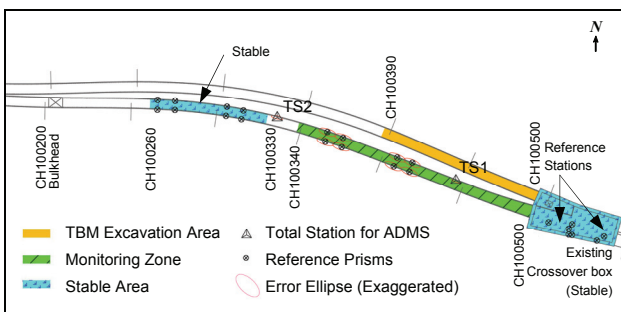 N
Stable
CH100390
TS2
CH100200
Bulkhead
CH100260
CH100330
CH100340
TS1
CH100500
Reference
Stations
CH100500
Existing
Crossover box
(Stable)
TBM Excavation Area
Total Station for ADMS
Monitoring Zone
Reference Prisms
Stable Area
Error Ellipse (Exaggerated)